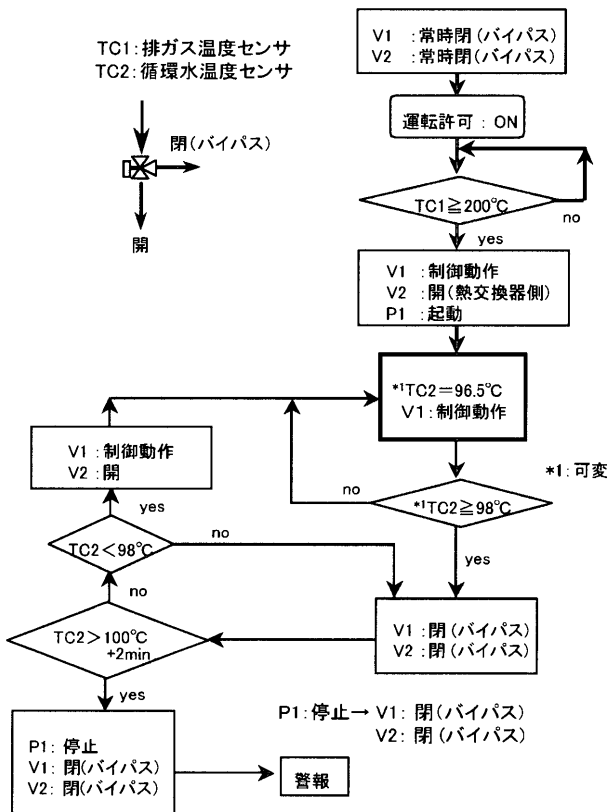 TC1:排ガス温度センサ
TC2:循環水温度センサ
閉(バイパス)
開
V1 :常時閉(バイパス)
V2 :常時閉(バイパス)
運転許可:ON
TC1≧200℃
no
yes
V1 :制御動作
V2 :開(熱交換器側)
P1 :起動
*1TC2=96.5℃
V1:制御動作
*1:可変
*1TC2≧98℃
no
yes
V1 :制御動作
V2 :開
yes
TC2<98℃
no
no
V1 :閉(バイパス)
V2 :閉(バイパス)
TC2>100℃
+2min
yes
P1:停止→V1:閉(バイパス)
V2:閉(バイパス)
P1:停止
V1:閉(バイパス)
V2:閉(バイパス)
警報